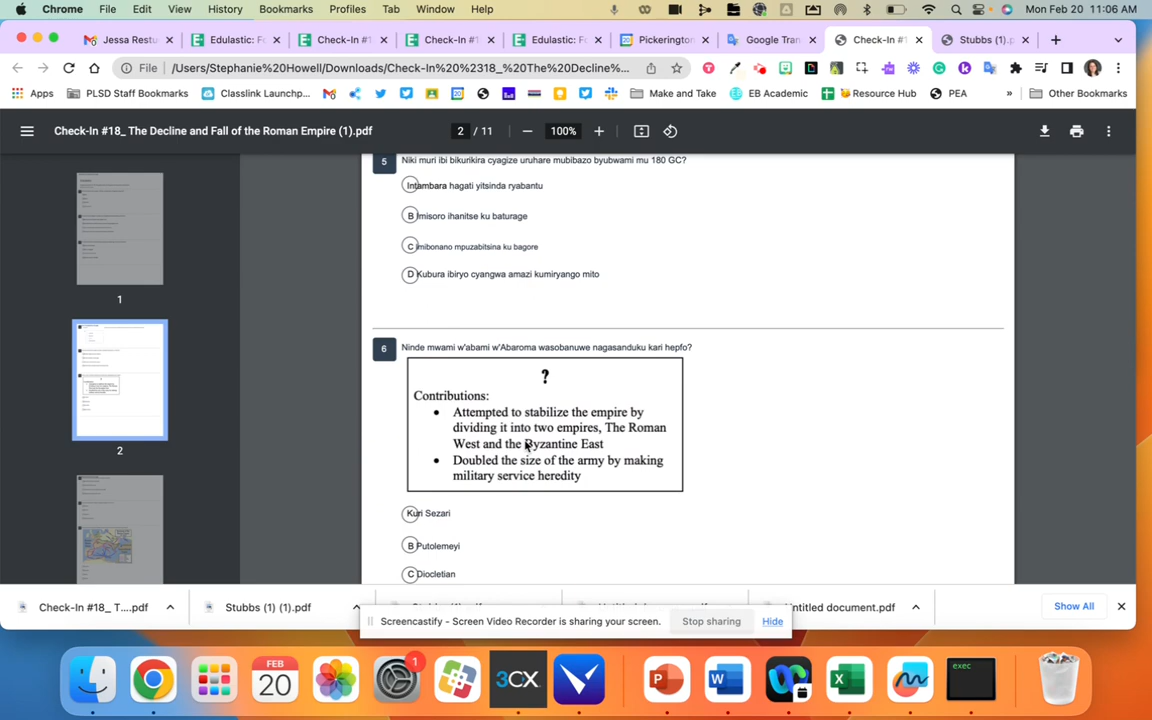 Chrome File Edit View History Bookmarks Profiles Tab Window Help Mon Feb 20 11:06 AM
Jessa Restu Edulastic: Fo Check-In #1 Check-In #1 Edulastic: Fo Pickerington Google Tran Check-In #1 Stubbs (1).p
File /Users/Stephanie%20Howell/Downloads/Check-In%20%2318_%20The%20Decline%...
Apps PLSD Staff Bookmarks Classlink Launchp... Make and Take EB Academic Resource Hub PEA » Other Bookmarks
Check-In #18_ The Decline and Fall of the Roman Empire (1).pdf 2 / 11 100%
1
2
5 Niki muri ibi bikurikira cyagize uruhare mubibazo byubwami mu 180 GC?
Intambara hagati yitsinda ryabantu
B Imisoro ihanitse ku baturage
C Imibonano mpuzabitsina ku bagore
D Kubura ibiryo cyangwa amazi kumiryango mito
6 Ninde mwami w'abami w'Abaroma wasobanuwe nagasanduku kari hepfo?
?
Contributions:
• Attempted to stabilize the empire by
dividing it into two empires, The Roman
West and the Byzantine East
• Doubled the size of the army by making
military service heredity
Kuri Sezari
B Putolemeyi
C Diocletian
Check-In #18_ T....pdf Stubbs (1) (1).pdf Untitled document.pdf Show All
Screencastify - Screen Video Recorder is sharing your screen. Stop sharing Hide
FEB
20
1
3CX
exec